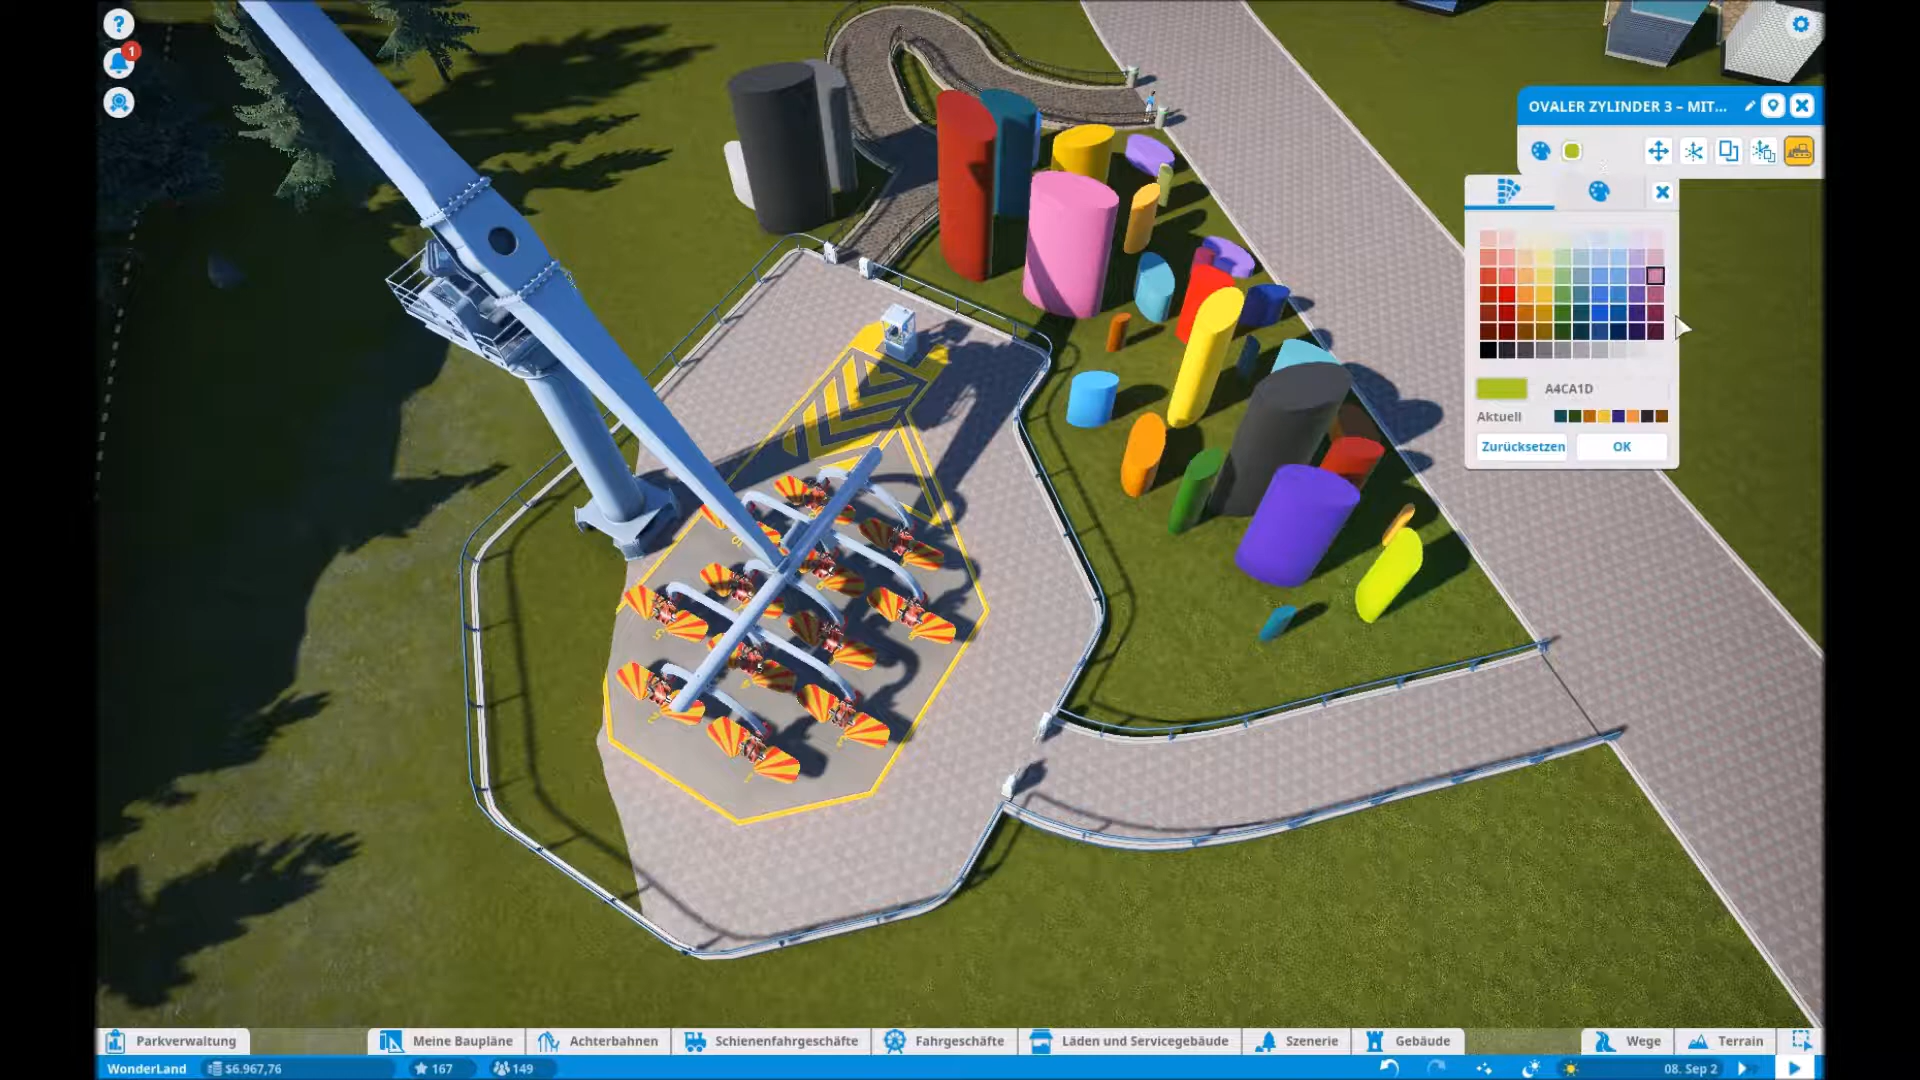 ?
1
OVALER ZYLINDER 3 – MIT...
A4CA1D
Aktuell
Zurücksetzen
OK
Parkverwaltung
Meine Baupläne
Achterbahnen
Schienenfahrgeschäfte
Fahrgeschäfte
Läden und Servicegebäude
Szenerie
Gebäude
Wege
Terrain
WonderLand
$6.967,76
167
149
08. Sep 2